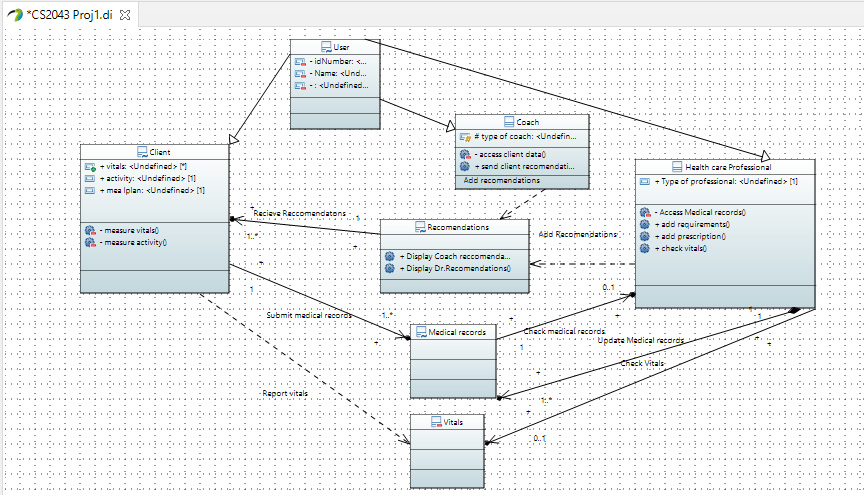 *CS2043 Proj1.di
User
- idNumber: <...
- Name: <Und...
- : <Undefined...
Coach
# type of coach: <Undefin...
- access client data()
+ send client recomendati...
Add recomendations
Client
+ vitals: <Undefined> [*]
+ activity: <Undefined> [1]
+ mea lplan: <Undefined> [1]
- measure vitals()
- measure activity()
Health care Professional
+ Type of professional: <Undefined> [1]
- Access Medical records()
+ add requirements()
+ add prescription()
+ check vitals()
+
Recieve Reccomendatons
1
1..*
+
Recomendations
+ Display Coach reccomenda...
+ Display Dr.Recomendations()
Add Recomendations
+
1
Submit medical records
1..*
+
0..1
+
+
Check medical records
1
Medical records
Update Medical records
1
1
+
+
Check Vitals
1..*
+
0..1
Report vitals
Vitals